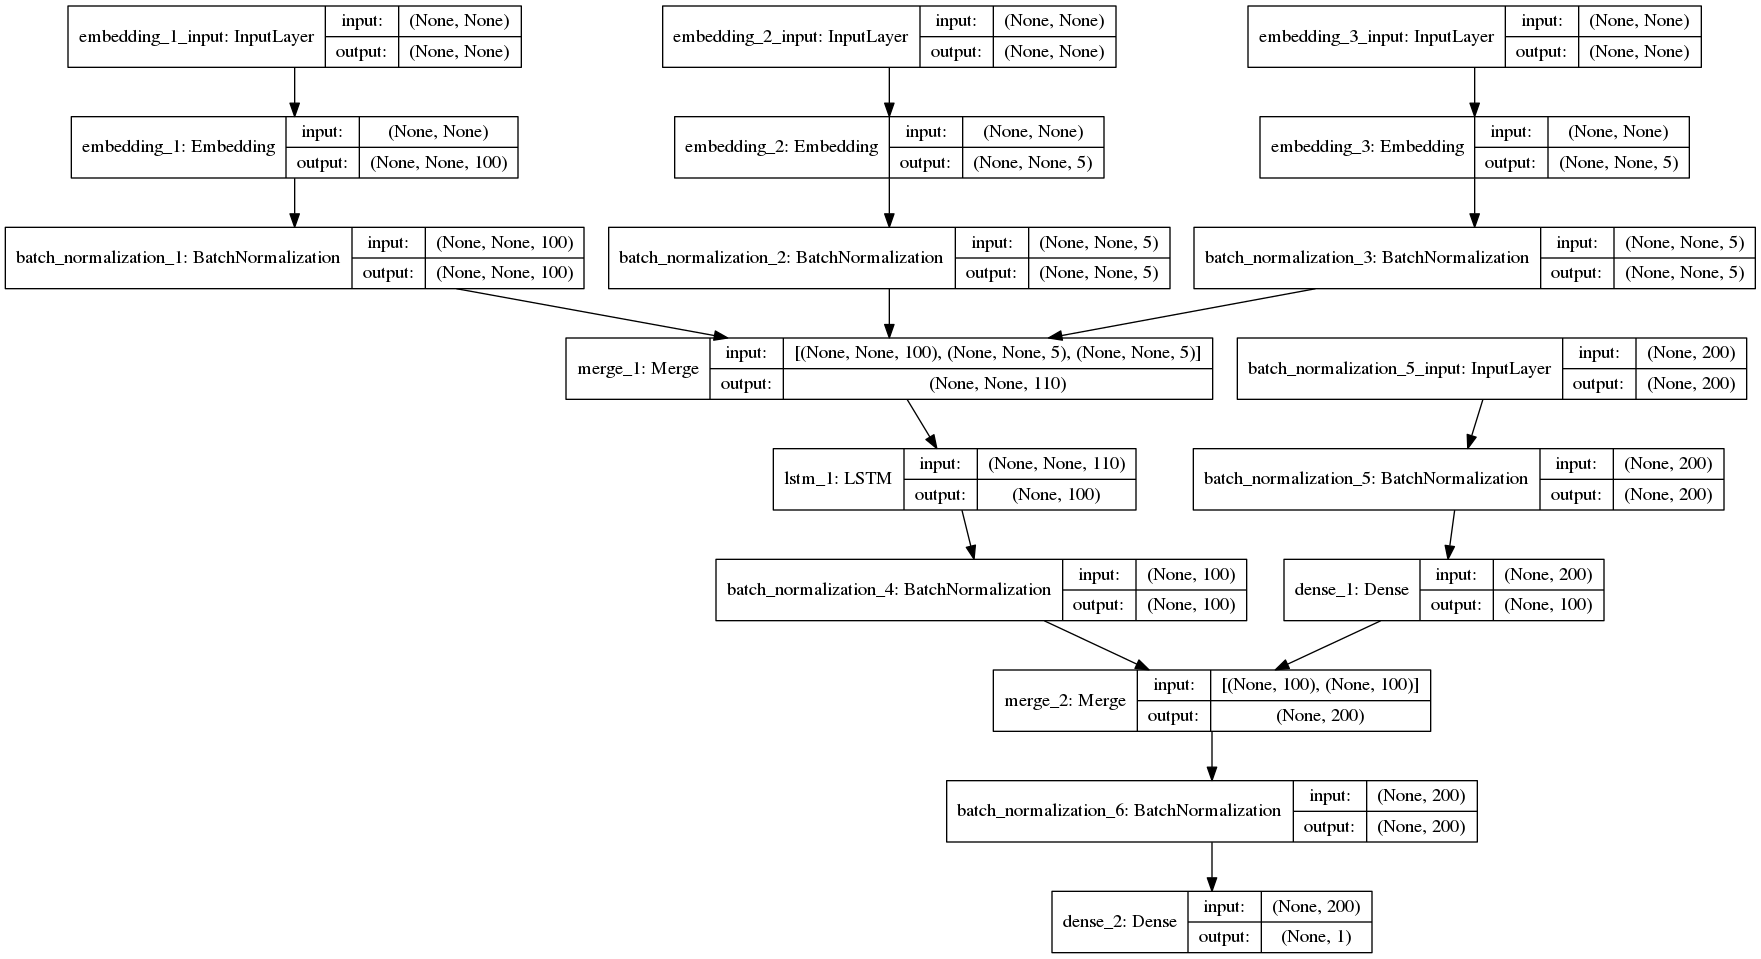 embedding_1_input: InputLayer
input:
(None, None)
output:
(None, None)
embedding_2_input: InputLayer
input:
(None, None)
output:
(None, None)
embedding_3_input: InputLayer
input:
(None, None)
output:
(None, None)
embedding_1: Embedding
input:
(None, None)
output:
(None, None, 100)
embedding_2: Embedding
input:
(None, None)
output:
(None, None, 5)
embedding_3: Embedding
input:
(None, None)
output:
(None, None, 5)
batch_normalization_1: BatchNormalization
input:
(None, None, 100)
output:
(None, None, 100)
batch_normalization_2: BatchNormalization
input:
(None, None, 5)
output:
(None, None, 5)
batch_normalization_3: BatchNormalization
input:
(None, None, 5)
output:
(None, None, 5)
merge_1: Merge
input:
[(None, None, 100), (None, None, 5), (None, None, 5)]
output:
(None, None, 110)
batch_normalization_5_input: InputLayer
input:
(None, 200)
output:
(None, 200)
lstm_1: LSTM
input:
(None, None, 110)
output:
(None, 100)
batch_normalization_5: BatchNormalization
input:
(None, 200)
output:
(None, 200)
batch_normalization_4: BatchNormalization
input:
(None, 100)
output:
(None, 100)
dense_1: Dense
input:
(None, 200)
output:
(None, 100)
merge_2: Merge
input:
[(None, 100), (None, 100)]
output:
(None, 200)
batch_normalization_6: BatchNormalization
input:
(None, 200)
output:
(None, 200)
dense_2: Dense
input:
(None, 200)
output:
(None, 1)